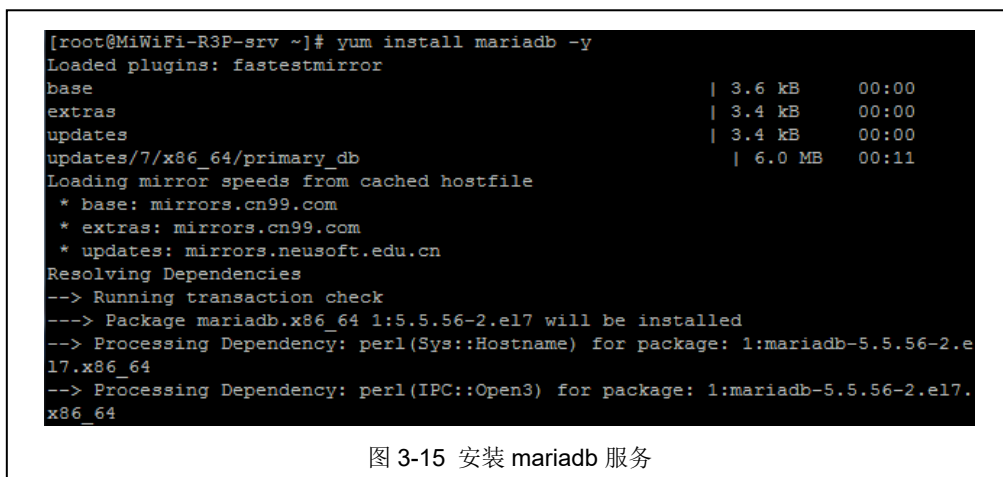 [root@MiWiFi-R3P-srv ~]# yum install mariadb -y
Loaded plugins: fastestmirror
base | 3.6 kB 00:00
extras | 3.4 kB 00:00
updates | 3.4 kB 00:00
updates/7/x86_64/primary_db | 6.0 MB 00:11
Loading mirror speeds from cached hostfile
* base: mirrors.cn99.com
* extras: mirrors.cn99.com
* updates: mirrors.neusoft.edu.cn
Resolving Dependencies
--> Running transaction check
---> Package mariadb.x86_64 1:5.5.56-2.el7 will be installed
--> Processing Dependency: perl(Sys::Hostname) for package: 1:mariadb-5.5.56-2.e
l7.x86_64
--> Processing Dependency: perl(IPC::Open3) for package: 1:mariadb-5.5.56-2.el7.
x86_64
图 3-15 安装 mariadb 服务